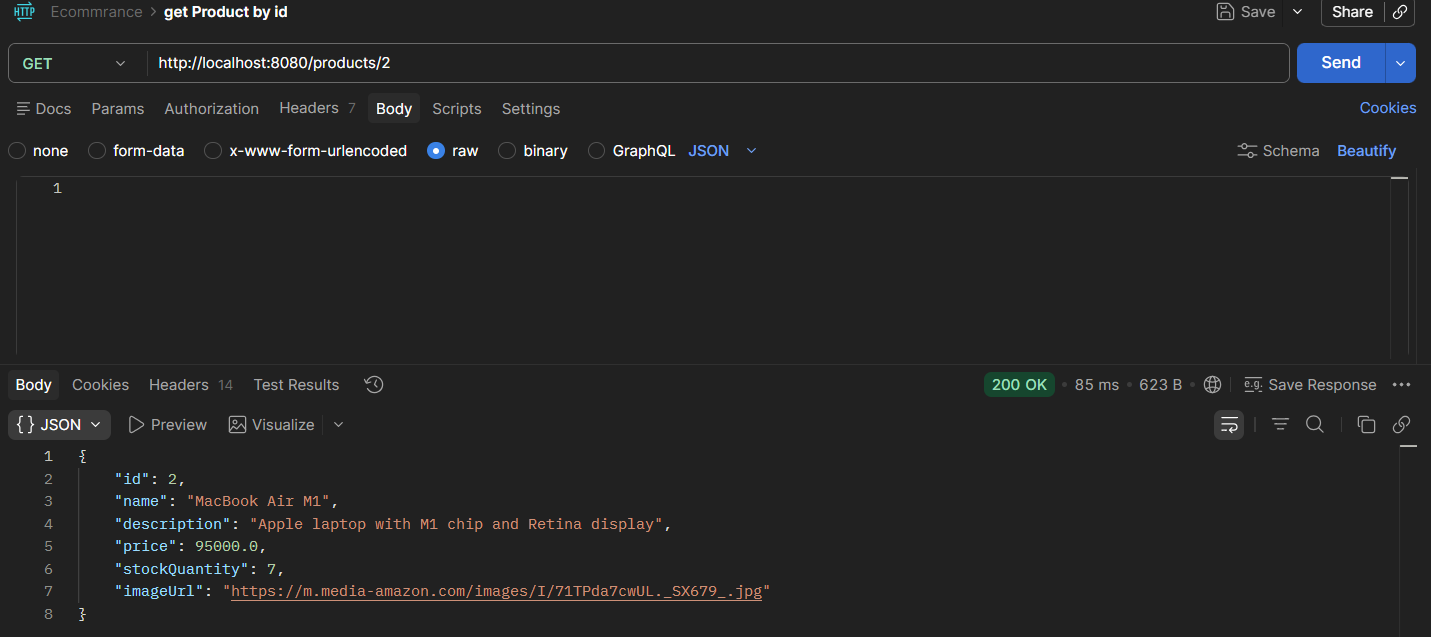 HTTP Ecommrance > get Product by id Save Share
GET http://localhost:8080/products/2 Send
Docs Params Authorization Headers 7 Body Scripts Settings Cookies
none form-data x-www-form-urlencoded raw binary GraphQL JSON Schema Beautify
1
Body Cookies Headers 14 Test Results 200 OK • 85 ms • 623 B • e.g. Save Response
{} JSON Preview Visualize
1 {
2 "id": 2,
3 "name": "MacBook Air M1",
4 "description": "Apple laptop with M1 chip and Retina display",
5 "price": 95000.0,
6 "stockQuantity": 7,
7 "imageUrl": "https://m.media-amazon.com/images/I/71TPda7cwUL._SX679_.jpg"
8 }